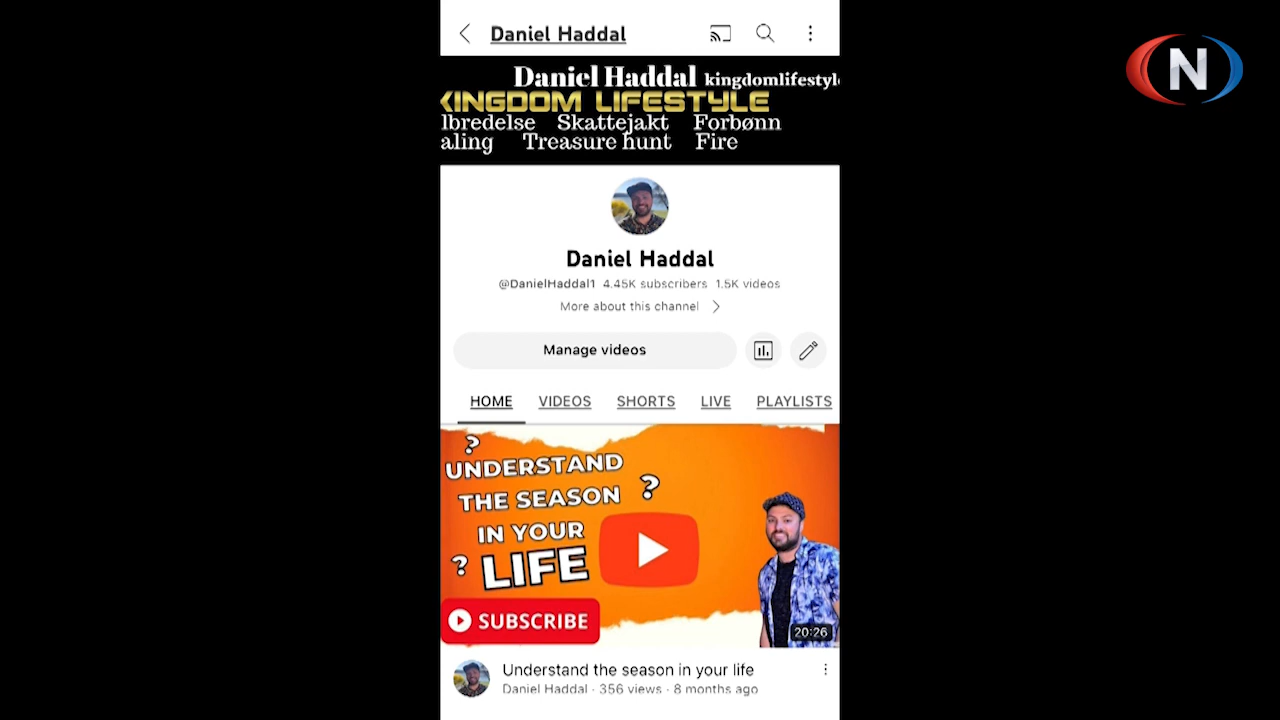 Daniel Haddal
N
Daniel Haddal kingdomlifestyl
KINGDOM LIFESTYLE
lbredelse Skattejakt Forbønn
aling Treasure hunt Fire
Daniel Haddal
@DanielHaddal1 4.45K subscribers 1.5K videos
More about this channel
Manage videos
HOME VIDEOS SHORTS LIVE PLAYLISTS
?
UNDERSTAND
THE SEASON ?
IN YOUR
? LIFE
SUBSCRIBE
20:26
Understand the season in your life
Daniel Haddal · 356 views · 8 months ago